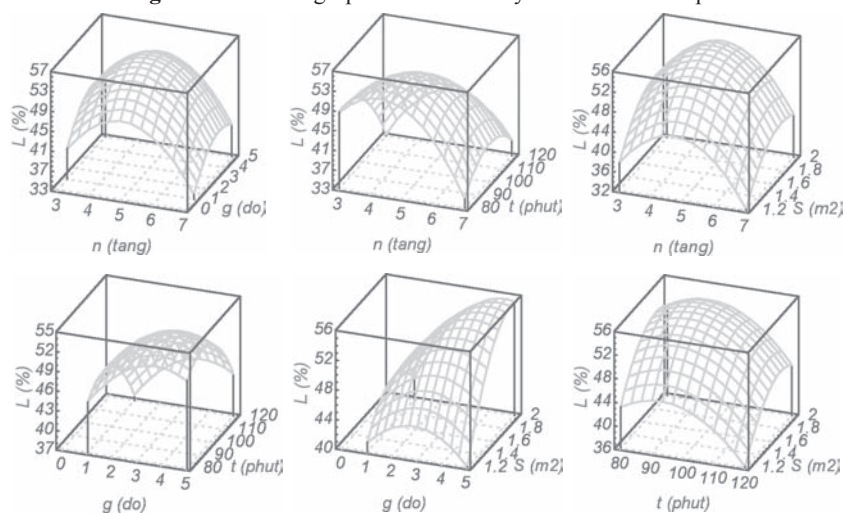 57
53
49
45
41
37
33
L (%)
3 4 5 6 7
n (tang)
0 1 2 3 4 5
g (do)
57
53
49
45
41
37
33
L (%)
3 4 5 6 7
n (tang)
80 90 100 110 120
t (phut)
56
52
48
44
40
36
32
L (%)
3 4 5 6 7
n (tang)
1.2 1.4 1.6 1.8 2
S (m2)
55
52
49
46
43
40
37
L (%)
0 1 2 3 4 5
g (do)
80 90 100 110 120
t (phut)
56
52
48
44
40
L (%)
0 1 2 3 4 5
g (do)
1.2 1.4 1.6 1.8 2
S (m2)
56
52
48
44
40
36
L (%)
80 90 100 110 120
t (phut)
1.2 1.4 1.6 1.8 2
S (m2)